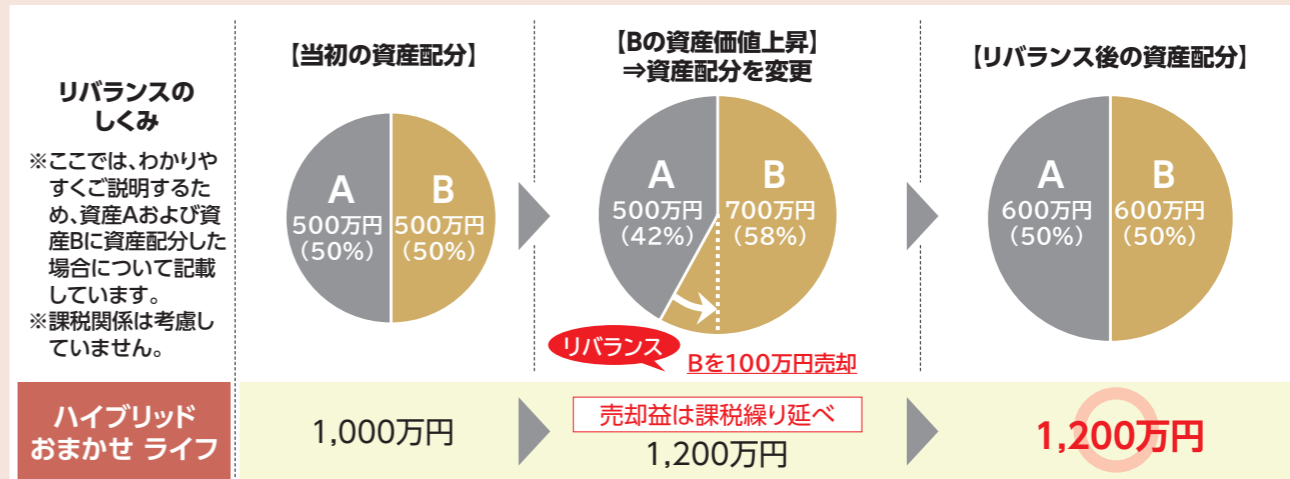 リバランスの
しくみ
※ここでは、わかりや
すくご説明するた
め、資産Aおよび資
産Bに資産配分した
場合について記載
しています。
※課税関係は考慮し
ていません。
【当初の資産配分】
A
500万円
(50%)
B
500万円
(50%)
【Bの資産価値上昇】
⇒資産配分を変更
A
500万円
(42%)
B
700万円
(58%)
リバランス
Bを100万円売却
【リバランス後の資産配分】
A
600万円
(50%)
B
600万円
(50%)
ハイブリッド
おまかせ ライフ
1,000万円
売却益は課税繰り延べ
1,200万円
1,200万円